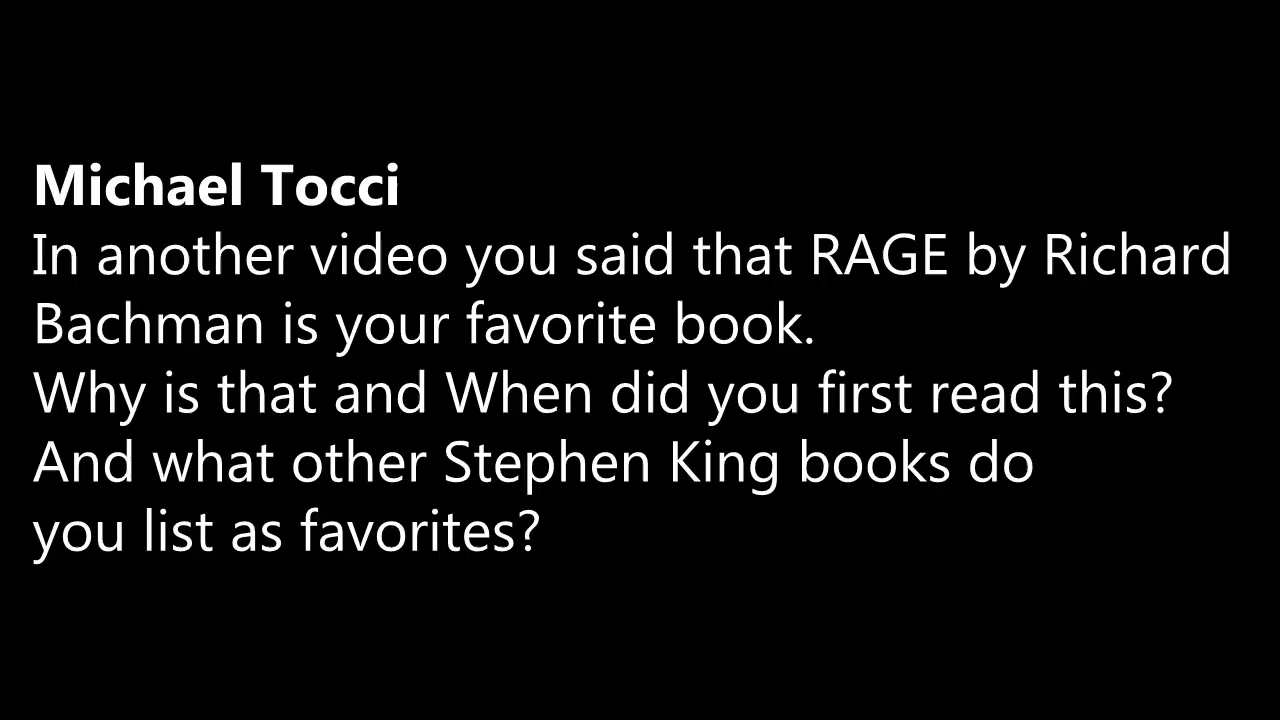 Michael Tocci
In another video you said that RAGE by Richard
Bachman is your favorite book.
Why is that and When did you first read this?
And what other Stephen King books do
you list as favorites?